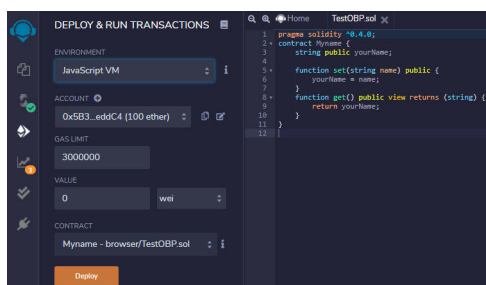 DEPLOY & RUN TRANSACTIONS
ENVIRONMENT
JavaScript VM
i
ACCOUNT
0x5B3...eddC4 (100 ether)
GAS LIMIT
3000000
VALUE
0
wei
CONTRACT
Myname - browser/TestOBP.sol
i
Deploy
3
Home
TestOBP.sol
1 pragma solidity ^0.4.0;
2 contract Myname {
3 string public yourName;
4
5 function set(string name) public {
6 yourName = name;
7 }
8 function get() public view returns (string) {
9 return yourName;
10 }
11 }
12